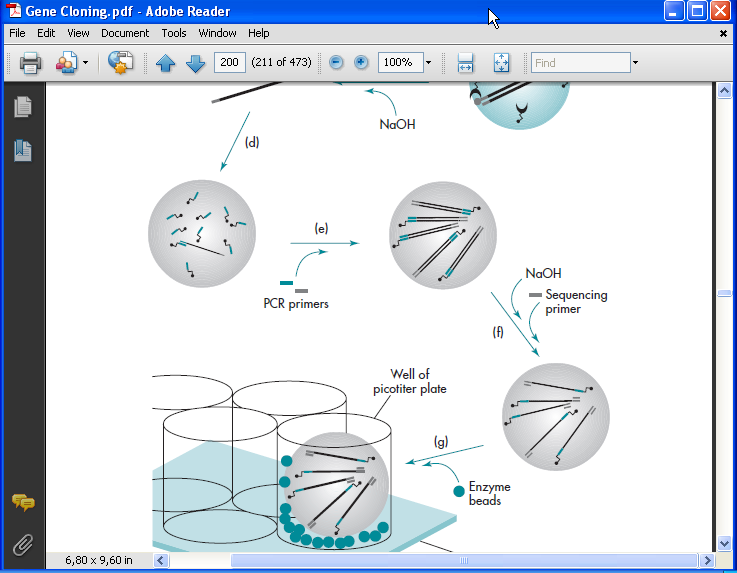 Gene Cloning.pdf - Adobe Reader
File Edit View Document Tools Window Help
200 (211 of 473) 100% Find
NaOH
(d)
(e)
PCR primers
NaOH
Sequencing
primer
(f)
Well of
picotiter plate
(g)
Enzyme
beads
6,80 x 9,60 in